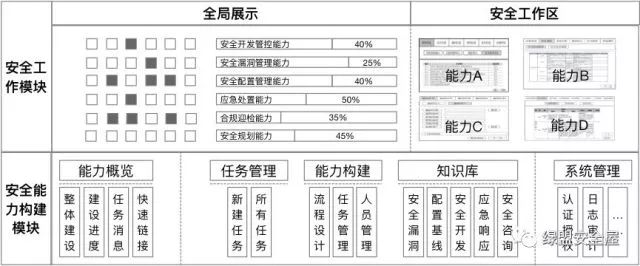 全局展示
安全工作区
安全工作模块
安全开发管控能力 40%
安全漏洞管理能力 25%
安全配置管理能力 40%
应急处置能力 50%
合规迎检能力 35%
安全规划能力 45%
能力A
能力B
能力C
能力D
安全能力构建模块
能力概览
整体建设
建设进度
任务消息
快速链接
任务管理
新建任务
所有任务
能力构建
流程设计
任务管理
人员管理
知识库
安全漏洞
配置基线
安全开发
应急响应
安全咨询
系统管理
认证授权
日志审计
……
绿盟安全屋